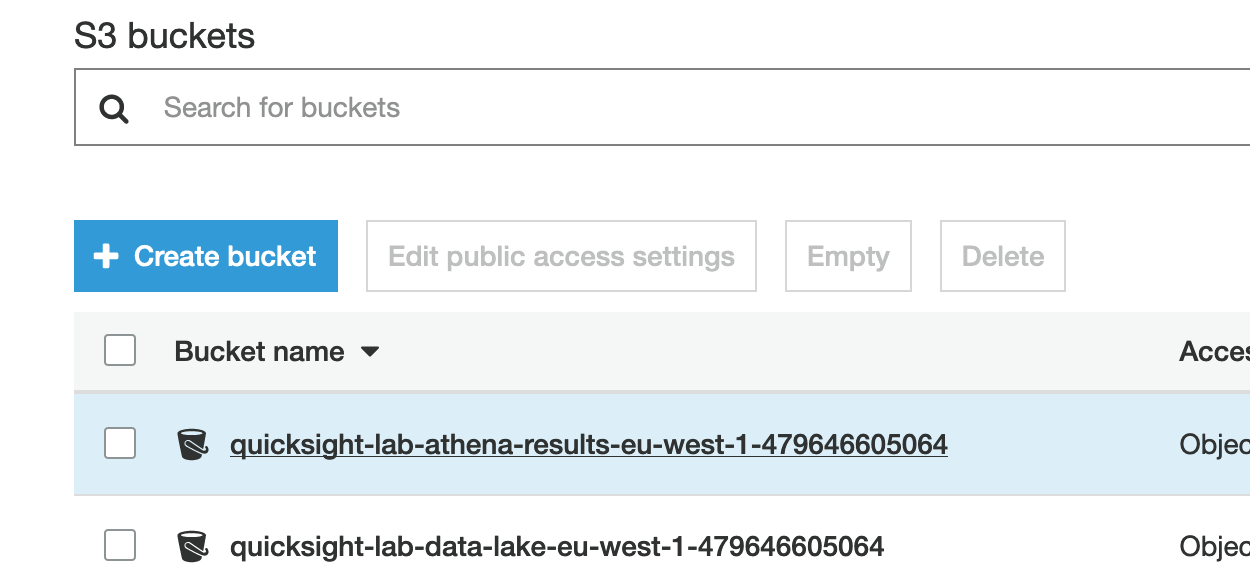 S3 buckets
Search for buckets
Create bucket Edit public access settings Empty Delete
Bucket name Acces
quicksight-lab-athena-results-eu-west-1-479646605064 Objec
quicksight-lab-data-lake-eu-west-1-479646605064 Objec